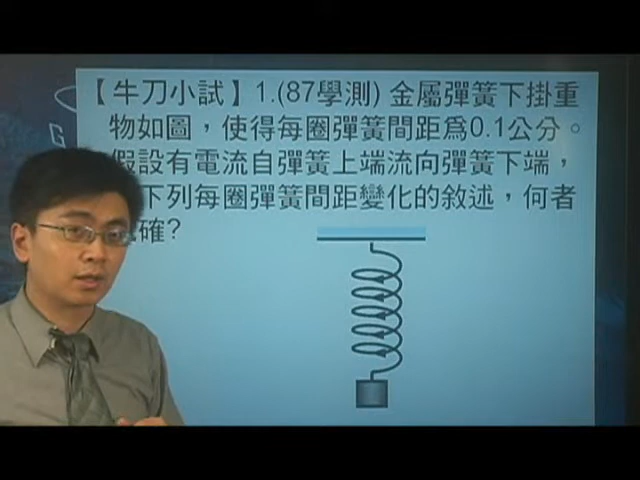 【牛刀小試】1.(87學測) 金屬彈簧下掛重
物如圖，使得每圈彈簧間距為0.1公分。
假設有電流自彈簧上端流向彈簧下端，
下列每圈彈簧間距變化的敘述，何者
確?
G